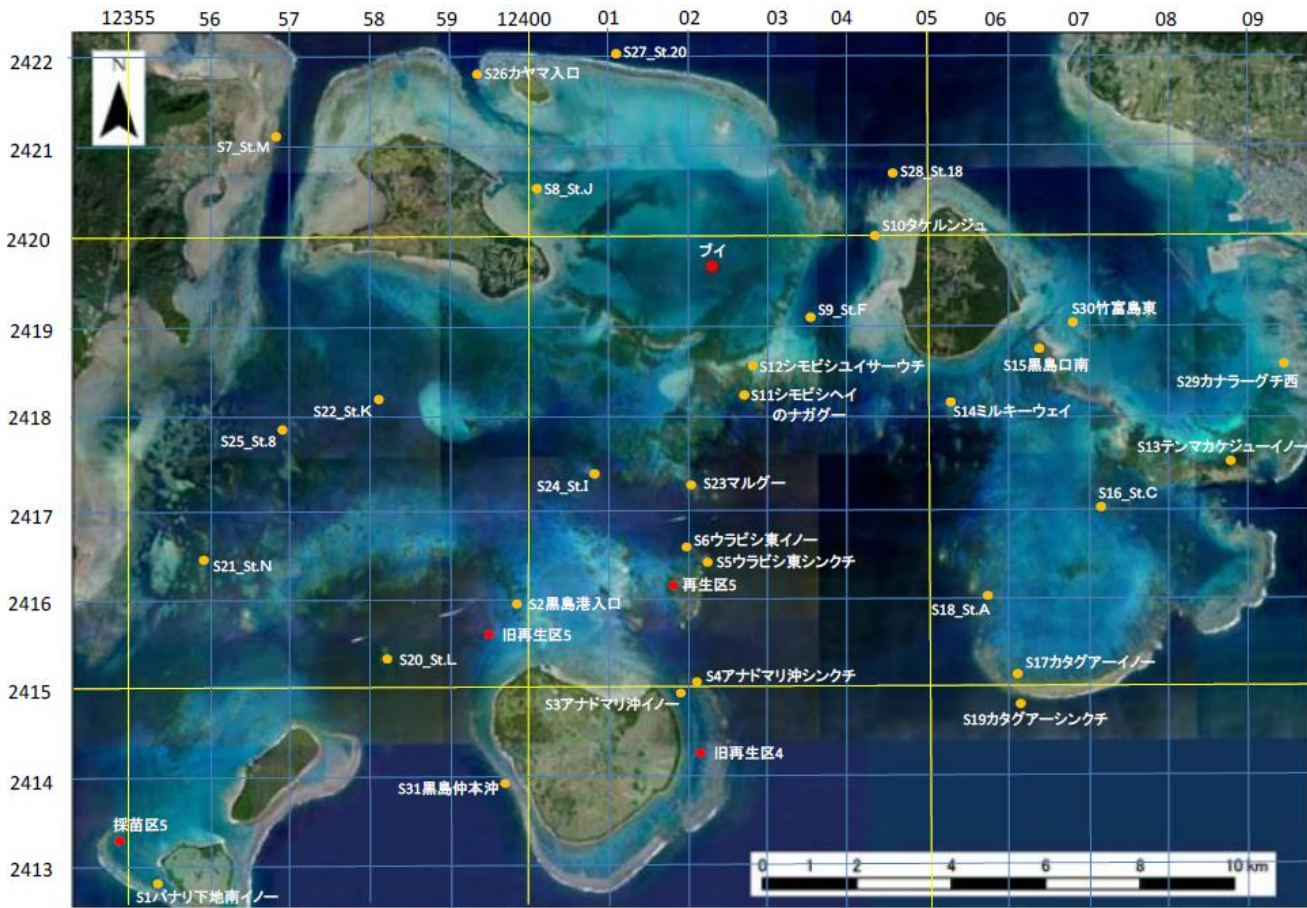 12355 56 57 58 59 12400 01 02 03 04 05 06 07 08 09
2422
N
S27_St.20
S26カヤマ入口
2421
S7_St.M
S28_St.18
S8_St.J
2420
S10タケルンジュ
ブイ
2419
S9_St.F
S30竹富島東
S12シモビシユイサーウチ
S15黒島口南
S29カナラーグチ西
S11シモビシヘイ
のナガグー
2418
S22_St.K
S14ミルキーウェイ
S25_St.8
S13テンマカケジューイノー
S24_St.I
S23マルグー
S16_St.C
2417
S6ウラビシ東イノー
S21_St.N
S5ウラビシ東シンクチ
再生区5
2416
S2黒島港入口
S18_St.A
旧再生区5
S20_St.L
S17カタグアーイノー
S4アナドマリ沖シンクチ
2415
S3アナドマリ沖イノー
S19カタグアーシンクチ
旧再生区4
2414
S31黒島仲本沖
採苗区5
2413
0 1 2 4 6 8 10 km
S1パナリ下地南イノー